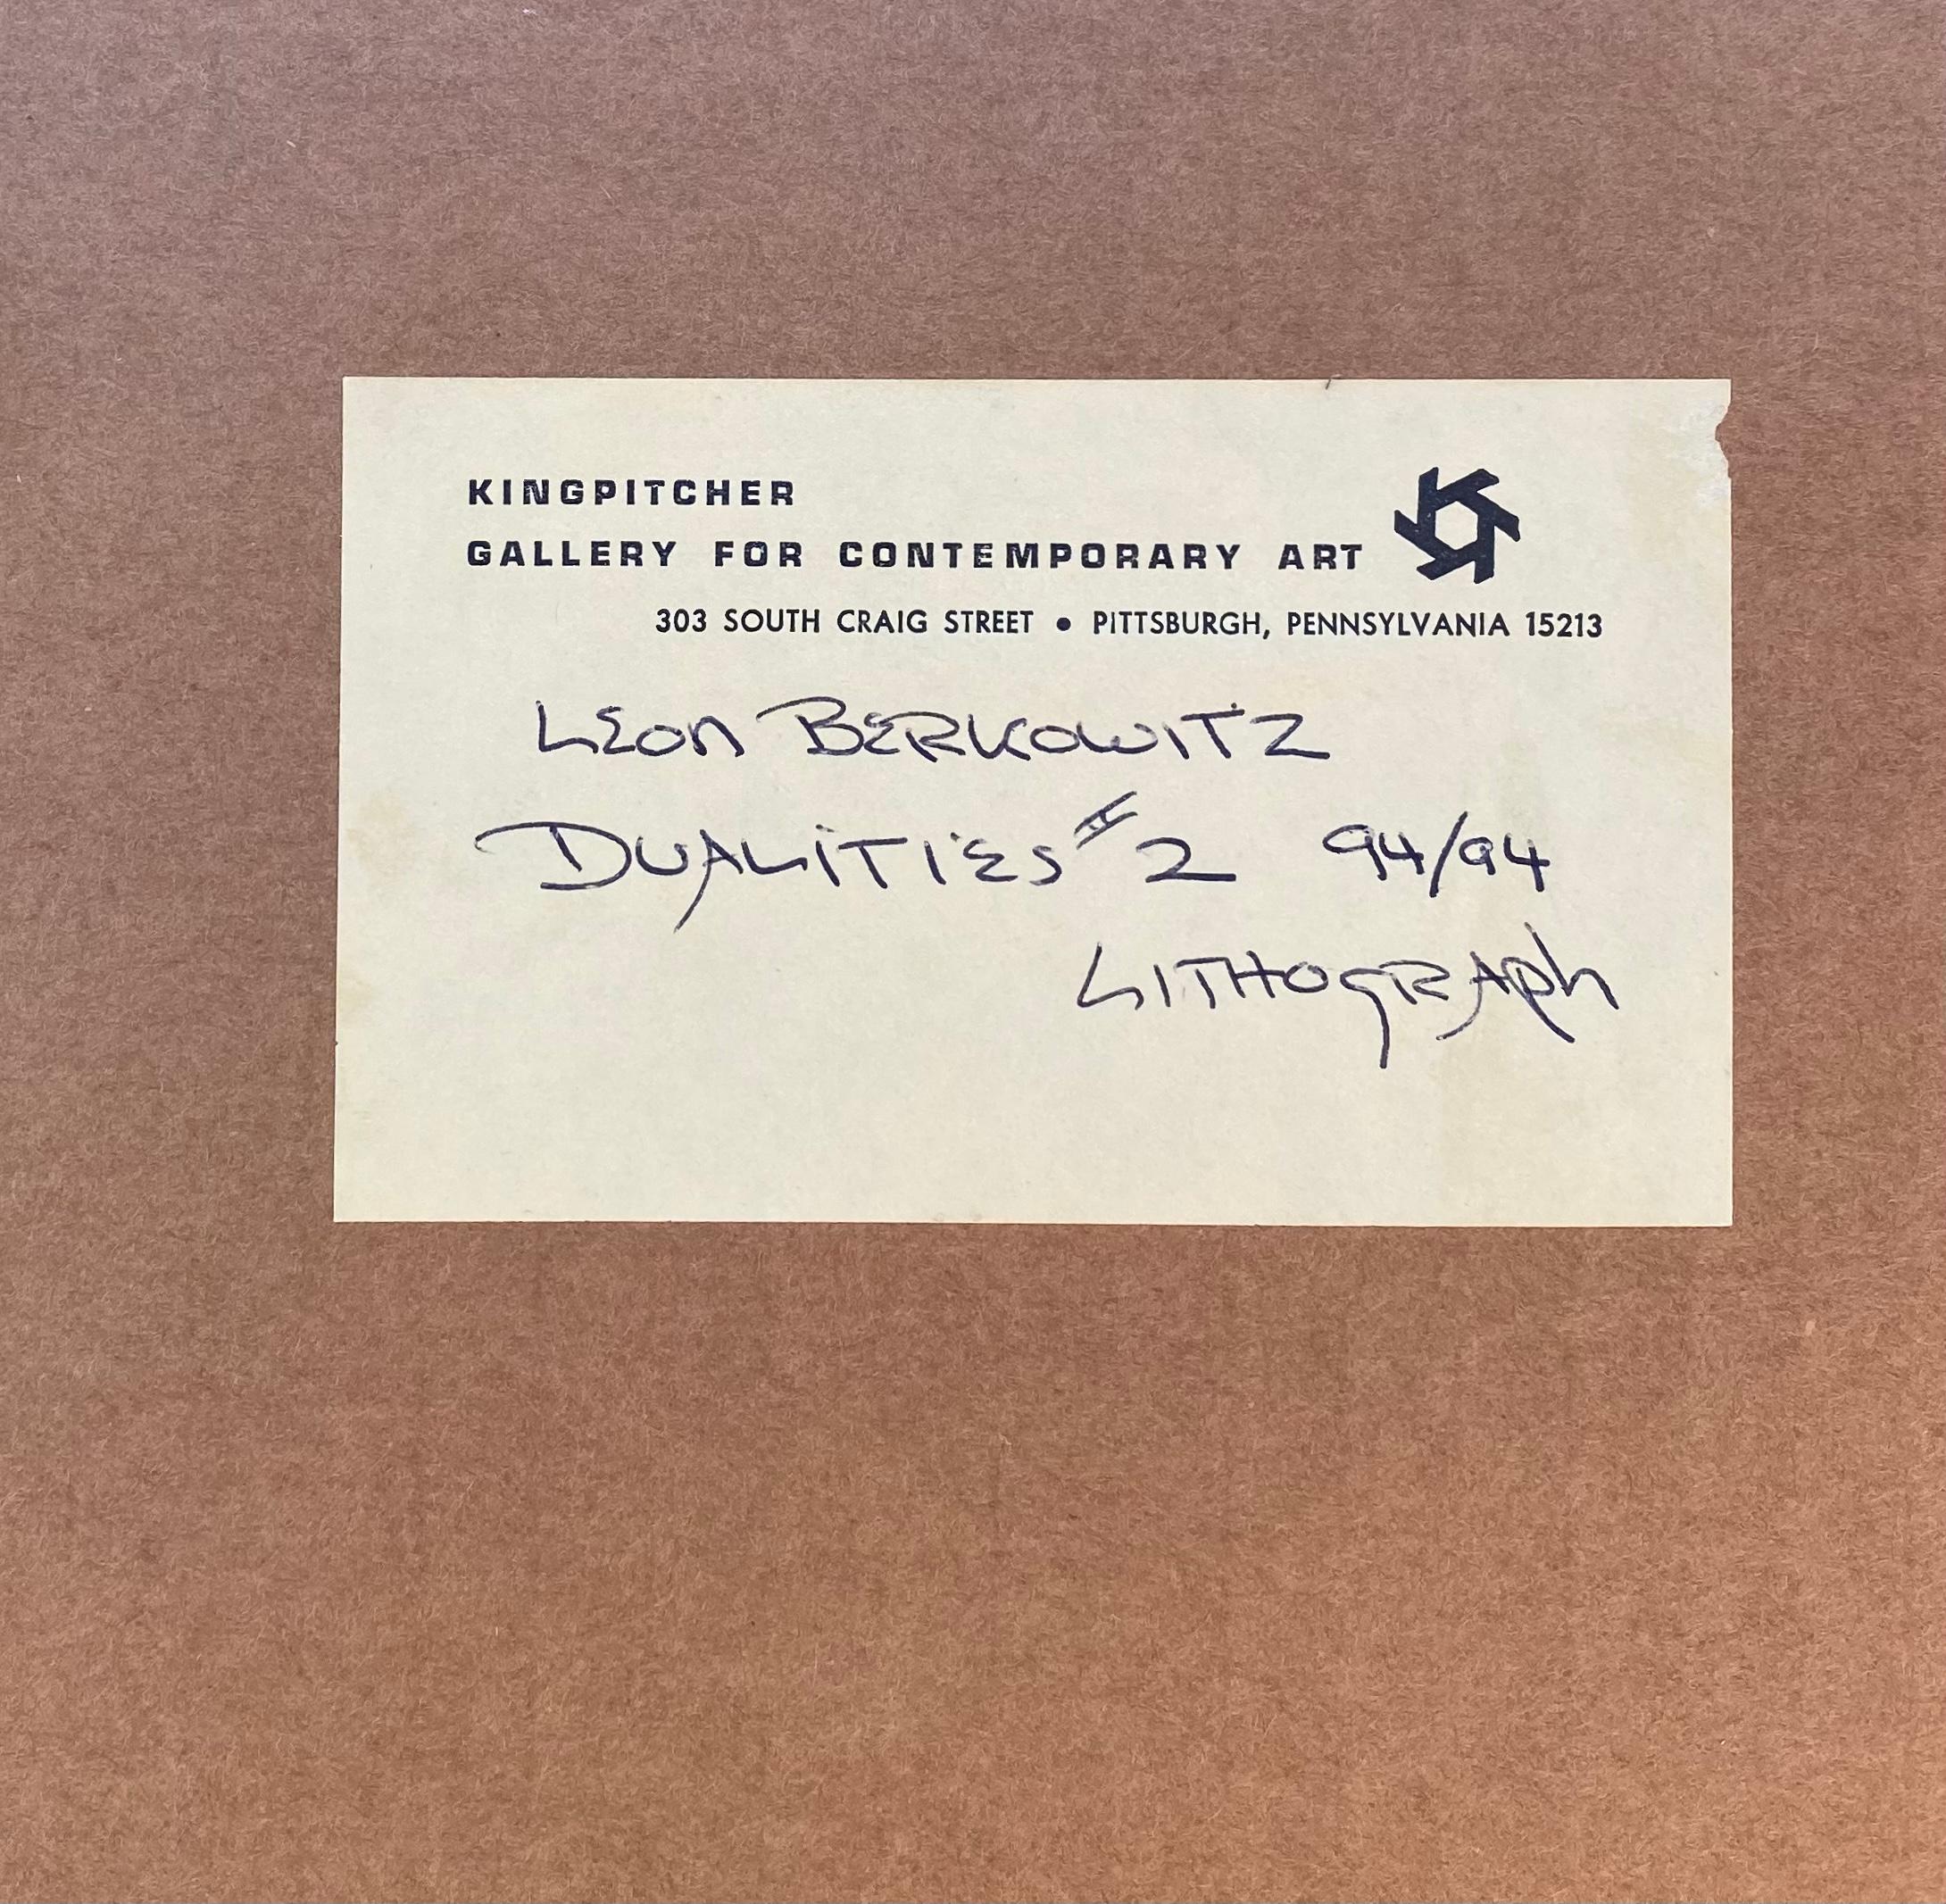 KINGPITCHER
GALLERY FOR CONTEMPORARY ART
303 SOUTH CRAIG STREET • PITTSBURGH, PENNSYLVANIA 15213
LEON BERKOWITZ
DUALITIES #2 94/94
LITHOGRAPH